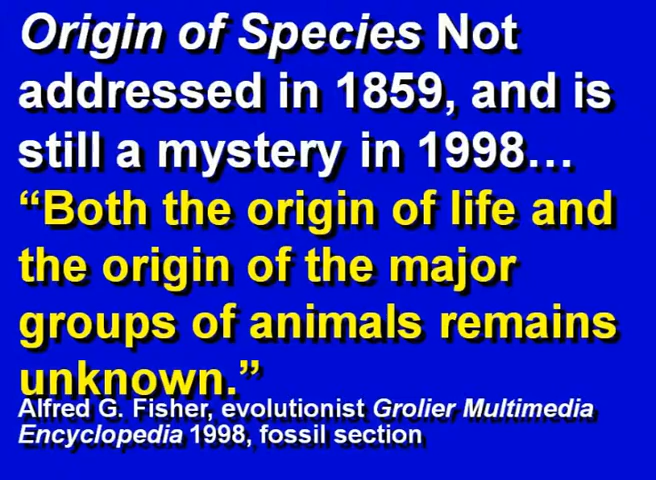 Origin of Species Not
addressed in 1859, and is
still a mystery in 1998…
“Both the origin of life and
the origin of the major
groups of animals remains
unknown.”
Alfred G. Fisher, evolutionist Grolier Multimedia
Encyclopedia 1998, fossil section